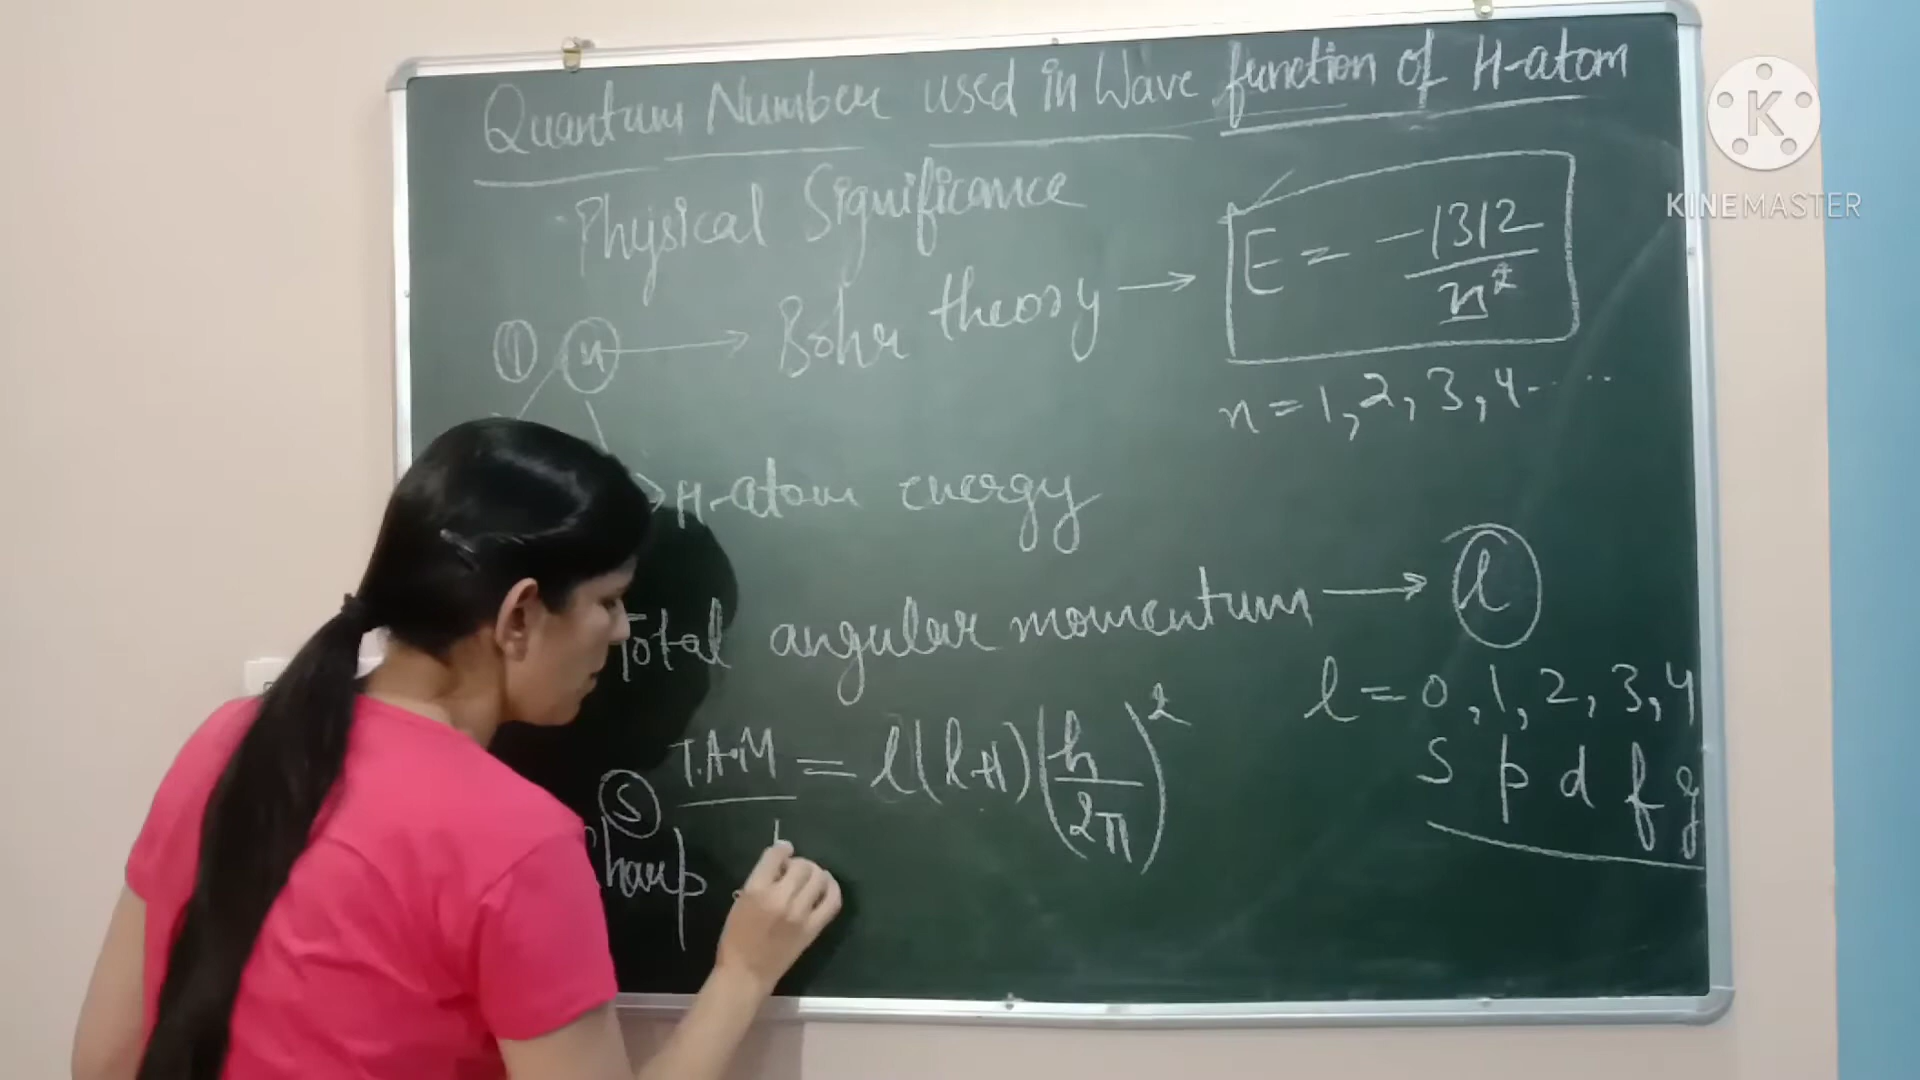 Quantum Number used in Wave function of H-atom
Physical Significance
① n → Bohr theory → E = -1312/n²
n = 1, 2, 3, 4 - ...
H-atom energy
Total angular momentum → l
l = 0, 1, 2, 3, 4
s p d f g
T.A.M = l(l+1)(h/2π)²
S
Sharp
KINEMASTER